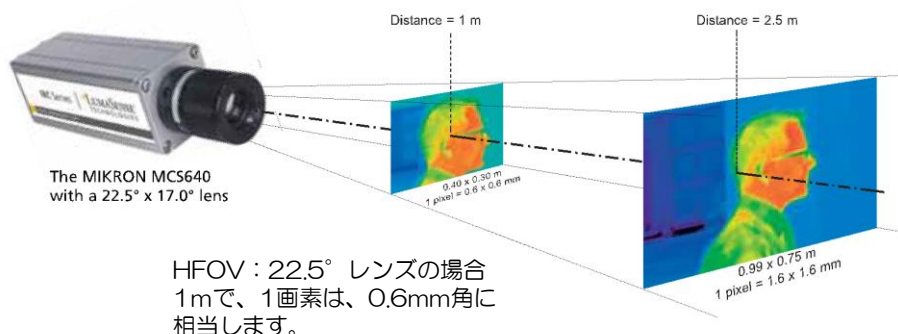 Distance = 1 m
Distance = 2.5 m
LUMASENSE
TECHNOLOGIES
The MIKRON MCS640
with a 22.5° x 17.0° lens
0.40 x 0.30 m
1 pixel = 0.6 x 0.6 mm
0.99 x 0.75 m
1 pixel = 1.6 x 1.6 mm
HFOV：22.5°レンズの場合
1mで、1画素は、0.6mm角に
相当します。